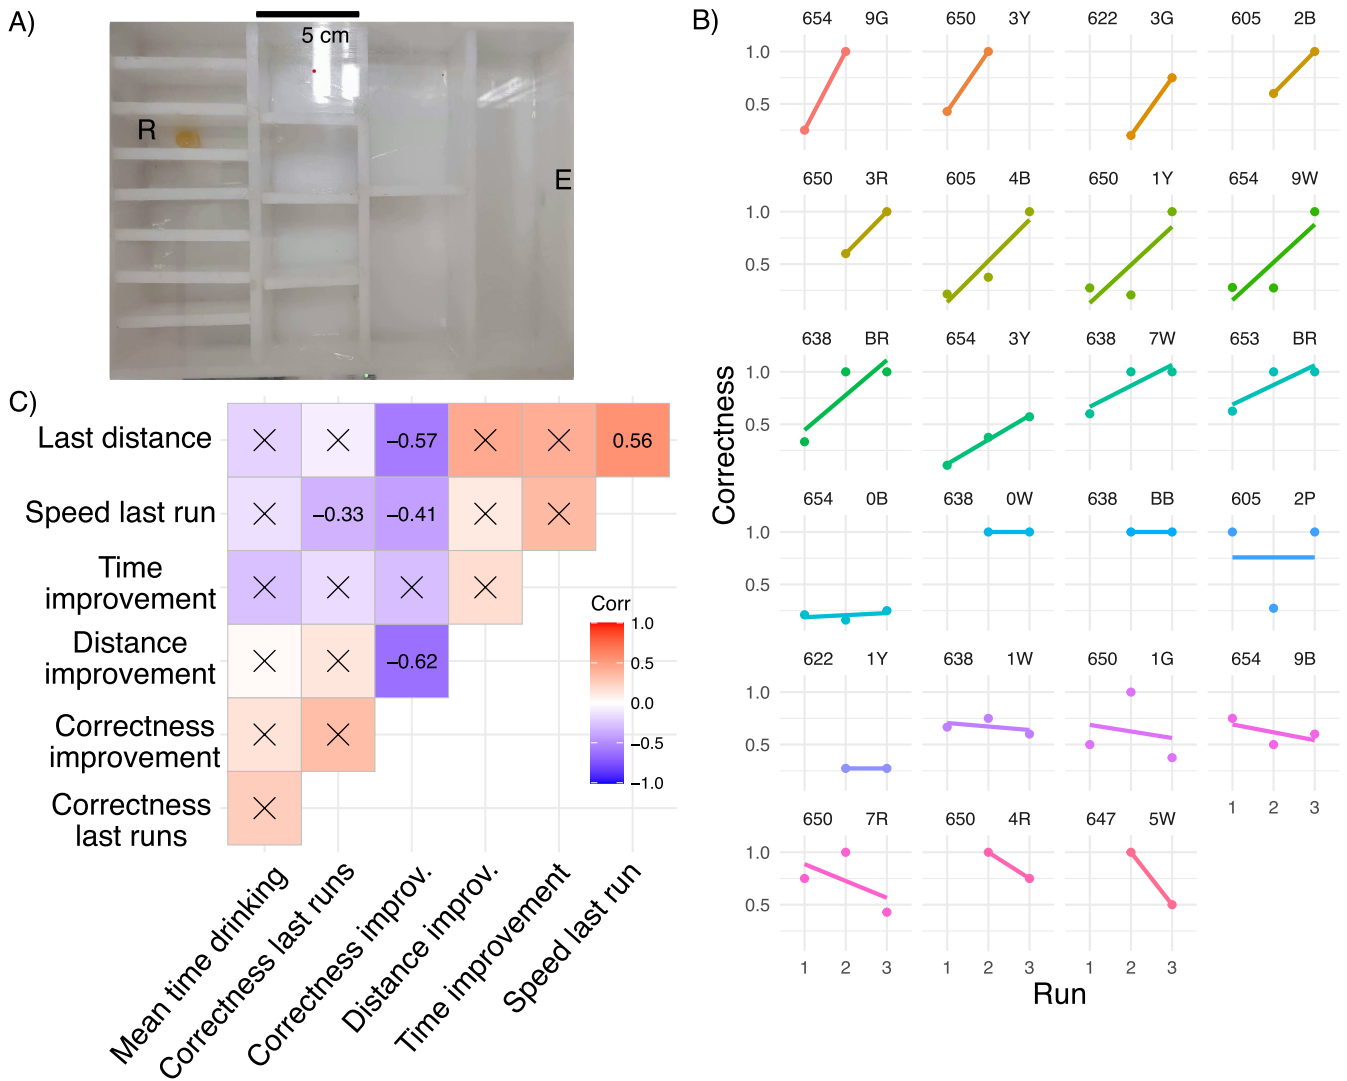 A)
5 cm
R
E
B)
654 9G 650 3Y 622 3G 605 2B
1.0
0.5
650 3R 605 4B 650 1Y 654 9W
1.0
0.5
638 BR 654 3Y 638 7W 653 BR
1.0
0.5
654 0B 638 0W 638 BB 605 2P
1.0
0.5
622 1Y 638 1W 650 1G 654 9B
1.0
0.5
1 2 3
650 7R 650 4R 647 5W
1.0
0.5
1 2 3 1 2 3 1 2 3
Correctness
Run
C)
Last distance
−0.57 0.56
Speed last run
−0.33 −0.41
Time
improvement
Distance
improvement
−0.62
Correctness
improvement
Correctness
last runs
Corr
1.0
0.5
0.0
−0.5
−1.0
Mean time drinking
Correctness last runs
Correctness improv.
Distance improv.
Time improvement
Speed last run